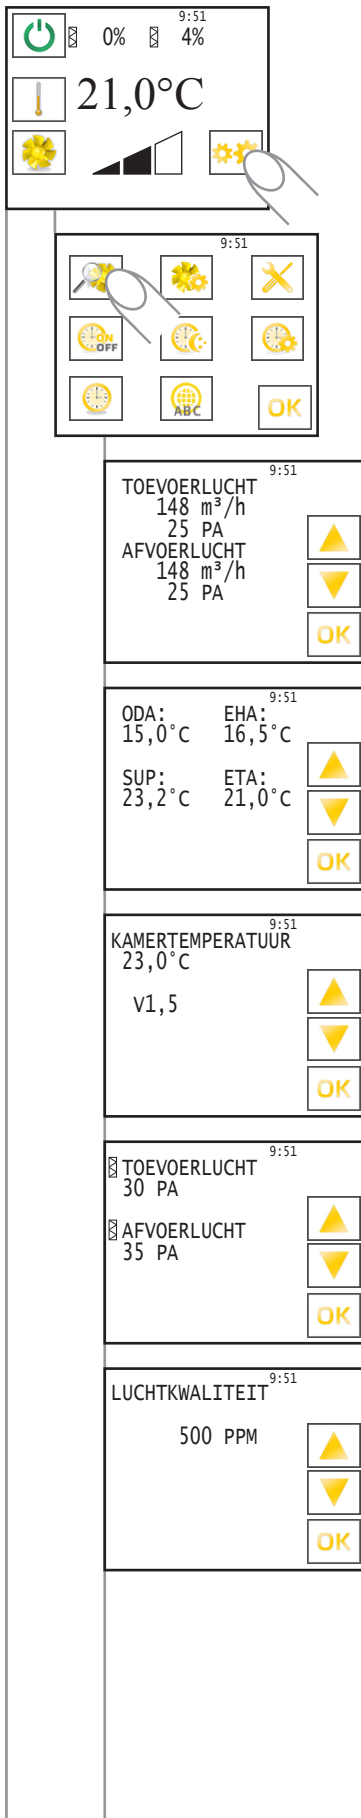 9:51
0% 4%
21,0°C
9:51
ON
OFF
ABC
OK
9:51
TOEVOERLUCHT
148 m³/h
25 PA
AFVOERLUCHT
148 m³/h
25 PA
OK
9:51
ODA: EHA:
15,0°C 16,5°C
SUP: ETA:
23,2°C 21,0°C
OK
9:51
KAMERTEMPERATUUR
23,0°C
V1,5
OK
9:51
TOEVOERLUCHT
30 PA
AFVOERLUCHT
35 PA
OK
9:51
LUCHTKWALITEIT
500 PPM
OK